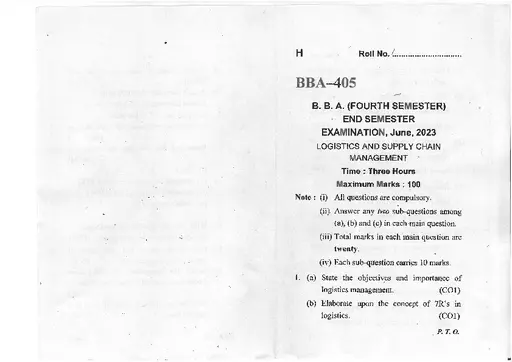 H Roll No. ..............................
BBA–405
B. B. A. (FOURTH SEMESTER)
END SEMESTER
EXAMINATION, June, 2023
LOGISTICS AND SUPPLY CHAIN
MANAGEMENT
Time : Three Hours
Maximum Marks : 100
Note : (i) All questions are compulsory.
(ii) Answer any two sub-questions among
(a), (b) and (c) in each main question.
(iii) Total marks in each main question are
twenty.
(iv) Each sub-question carries 10 marks.
1. (a) State the objectives and importance of
logistics management. (CO1)
(b) Elaborate upon the concept of 7R's in
logistics. (CO1)
P. T. O.